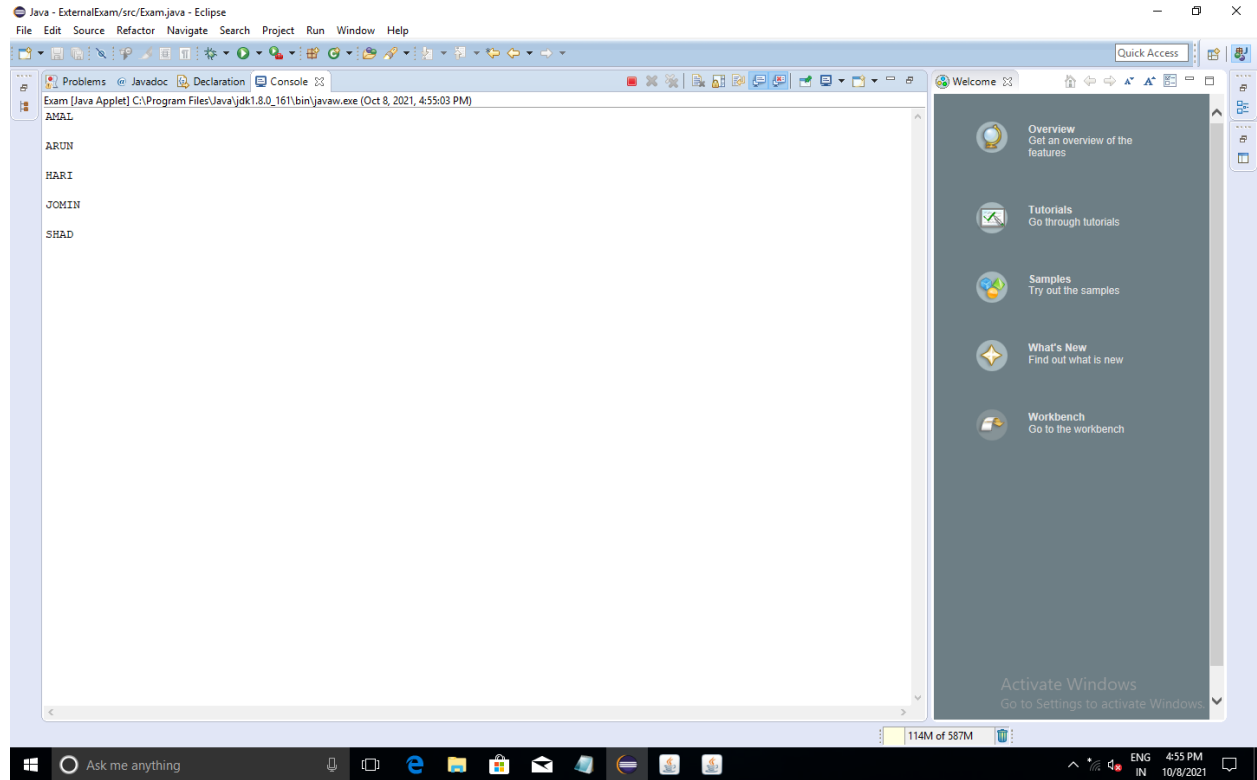 Java - ExternalExam/src/Exam.java - Eclipse
File Edit Source Refactor Navigate Search Project Run Window Help
Quick Access
Problems @ Javadoc Declaration Console
Exam [Java Applet] C:\Program Files\Java\jdk1.8.0_161\bin\javaw.exe (Oct 8, 2021, 4:55:03 PM)
AMAL
ARUN
HARI
JOMIN
SHAD
Welcome
Overview
Get an overview of the
features
Tutorials
Go through tutorials
Samples
Try out the samples
What's New
Find out what is new
Workbench
Go to the workbench
Activate Windows
Go to Settings to activate Windows.
114M of 587M
Ask me anything
ENG
IN
4:55 PM
10/8/2021